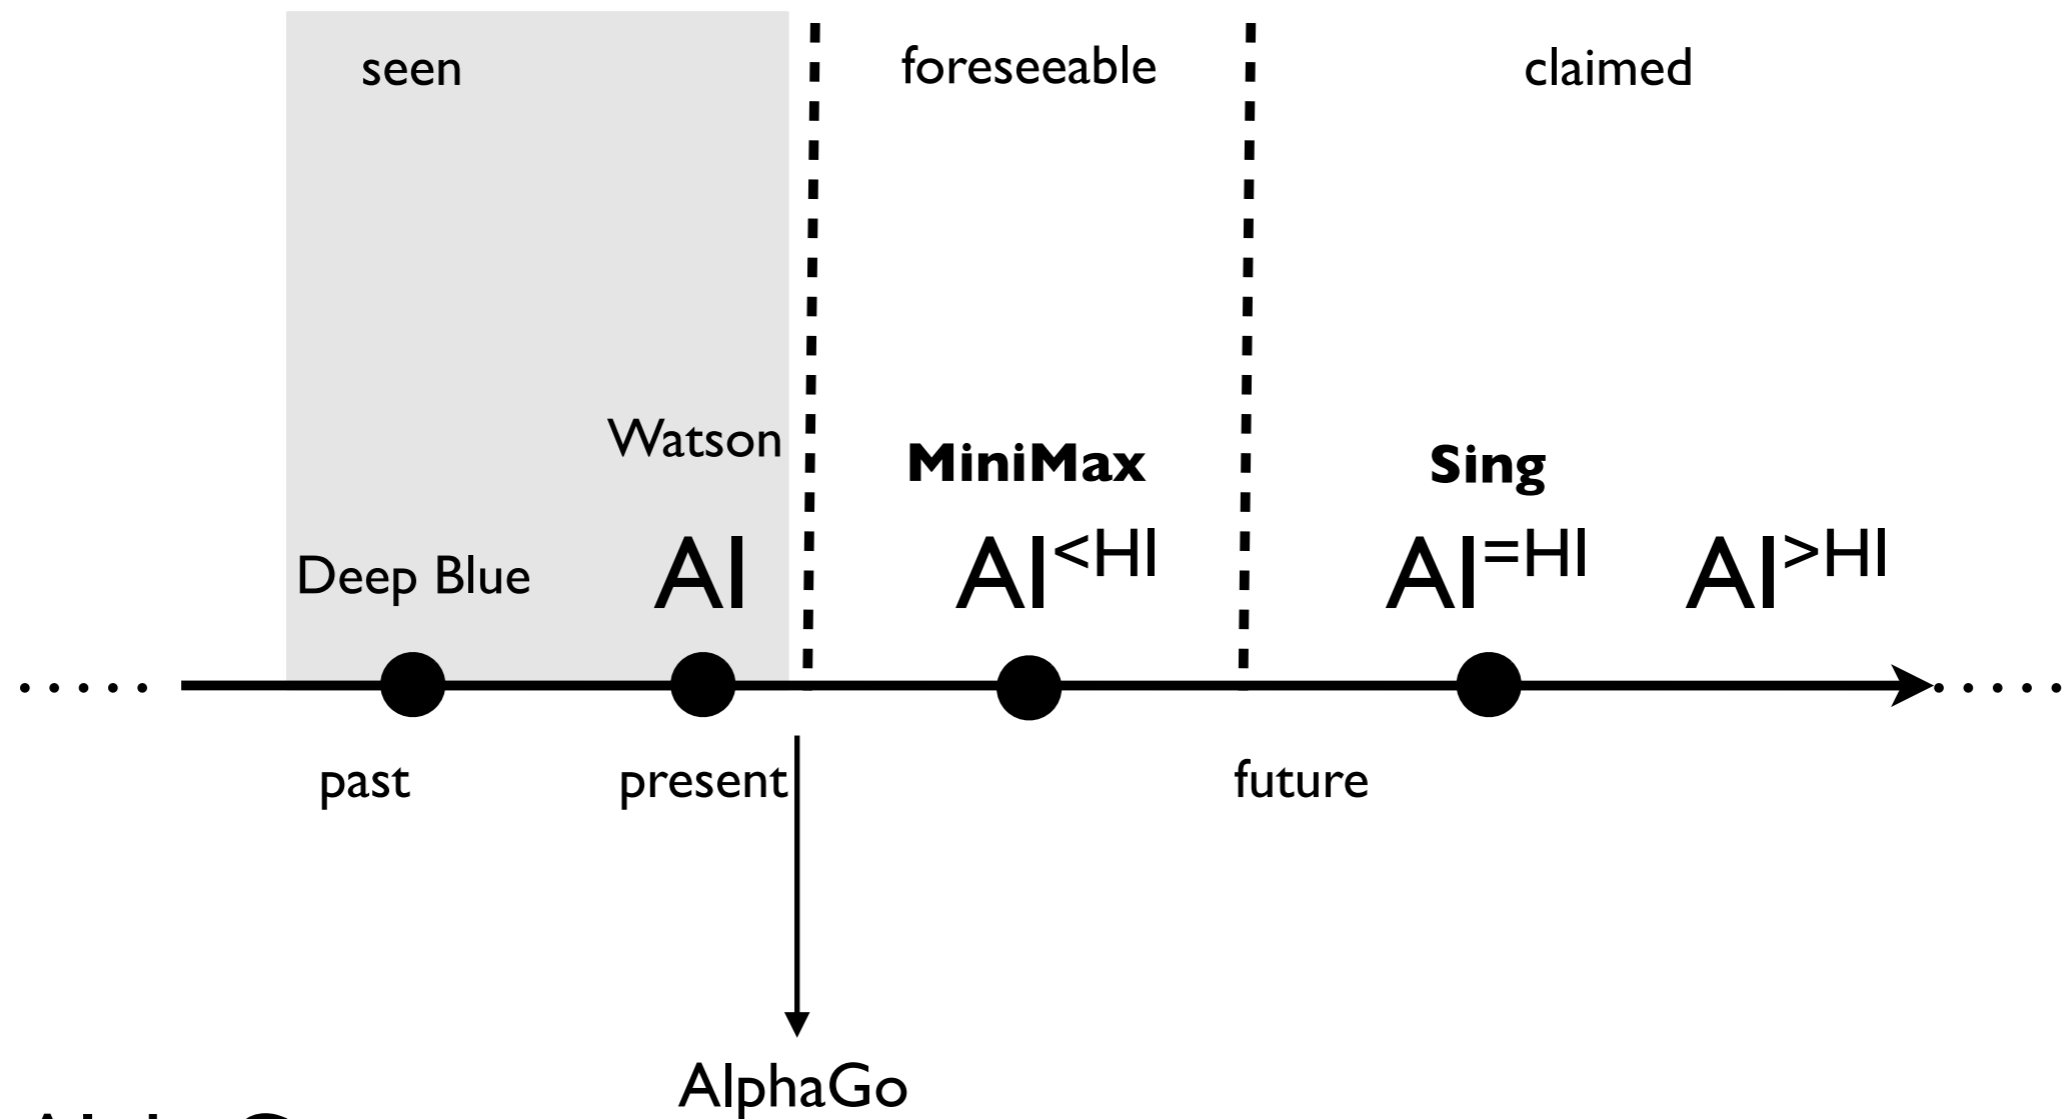 seen
foreseeable
claimed
Watson
MiniMax
Sing
Deep Blue
AI
AI^<HI
AI^=HI
AI^>HI
past
present
future
AlphaGo